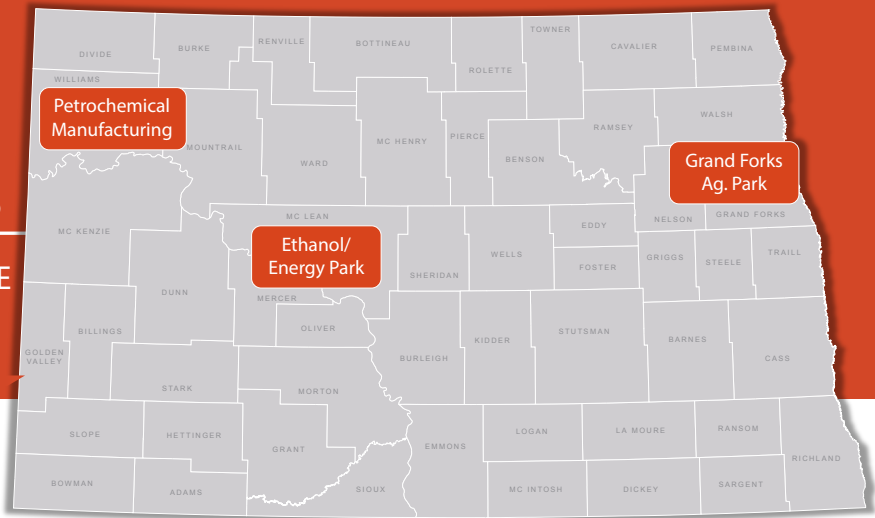 DIVIDE
BURKE
RENVILLE
BOTTINEAU
ROLETTE
TOWNER
CAVALIER
PEMBINA
WILLIAMS
Petrochemical
Manufacturing
MOUNTRAIL
WARD
MC HENRY
PIERCE
BENSON
RAMSEY
WALSH
Grand Forks
Ag. Park
NELSON
GRAND FORKS
MC KENZIE
MC LEAN
Ethanol/
Energy Park
SHERIDAN
WELLS
EDDY
FOSTER
GRIGGS
STEELE
TRAILL
E
DUNN
MERCER
OLIVER
BILLINGS
GOLDEN
VALLEY
BURLEIGH
KIDDER
STUTSMAN
BARNES
CASS
STARK
MORTON
SLOPE
HETTINGER
GRANT
EMMONS
LOGAN
LA MOURE
RANSOM
RICHLAND
BOWMAN
ADAMS
SIOUX
MC INTOSH
DICKEY
SARGENT